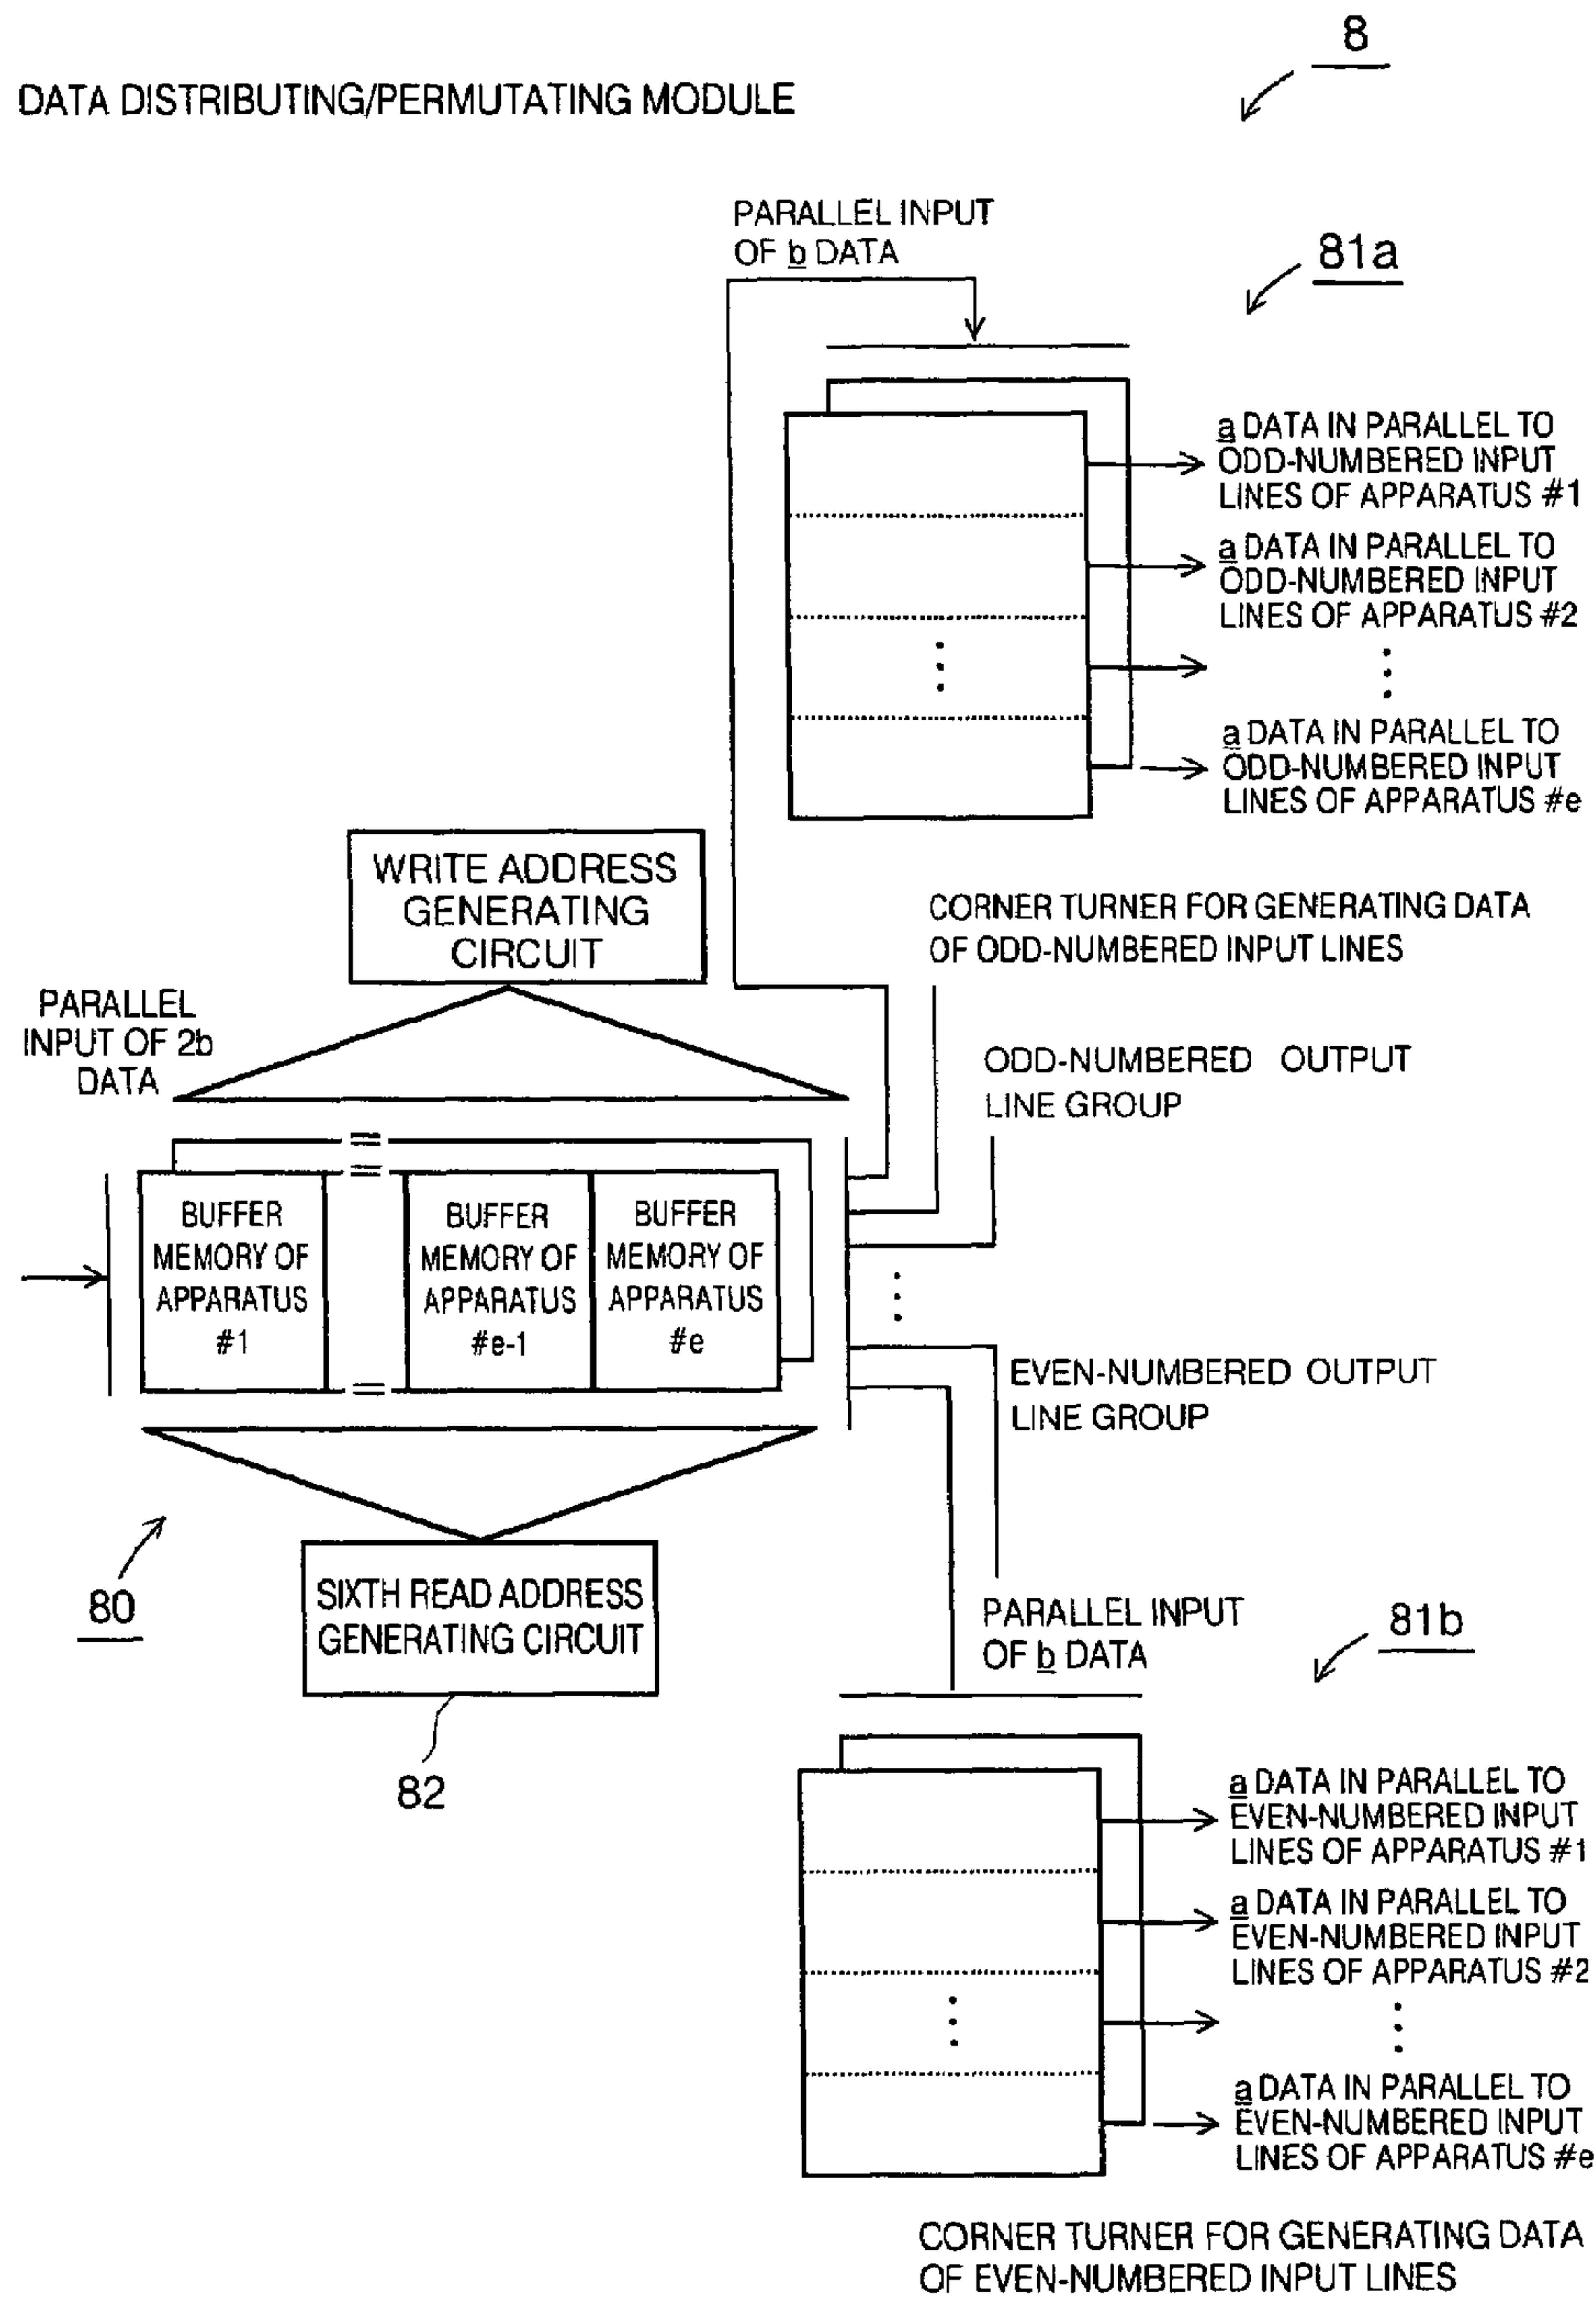 8
DATA DISTRIBUTING/PERMUTATING MODULE
PARALLEL INPUT
OF b DATA
81a
a DATA IN PARALLEL TO
ODD-NUMBERED INPUT
LINES OF APPARATUS #1
a DATA IN PARALLEL TO
ODD-NUMBERED INPUT
LINES OF APPARATUS #2
a DATA IN PARALLEL TO
ODD-NUMBERED INPUT
LINES OF APPARATUS #e
WRITE ADDRESS
GENERATING
CIRCUIT
CORNER TURNER FOR GENERATING DATA
OF ODD-NUMBERED INPUT LINES
PARALLEL
INPUT OF 2b
DATA
ODD-NUMBERED OUTPUT
LINE GROUP
BUFFER
MEMORY OF
APPARATUS
#1
BUFFER
MEMORY OF
APPARATUS
#e-1
BUFFER
MEMORY OF
APPARATUS
#e
EVEN-NUMBERED OUTPUT
LINE GROUP
80
SIXTH READ ADDRESS
GENERATING CIRCUIT
82
PARALLEL INPUT
OF b DATA
81b
a DATA IN PARALLEL TO
EVEN-NUMBERED INPUT
LINES OF APPARATUS #1
a DATA IN PARALLEL TO
EVEN-NUMBERED INPUT
LINES OF APPARATUS #2
a DATA IN PARALLEL TO
EVEN-NUMBERED INPUT
LINES OF APPARATUS #e
CORNER TURNER FOR GENERATING DATA
OF EVEN-NUMBERED INPUT LINES